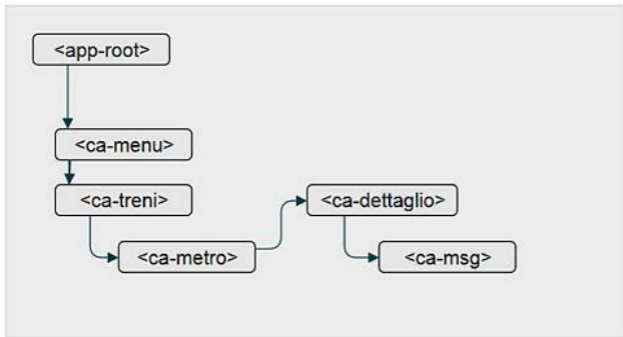 <app-root>
<ca-menu>
<ca-treni>
<ca-dettaglio>
<ca-metro>
<ca-msg>